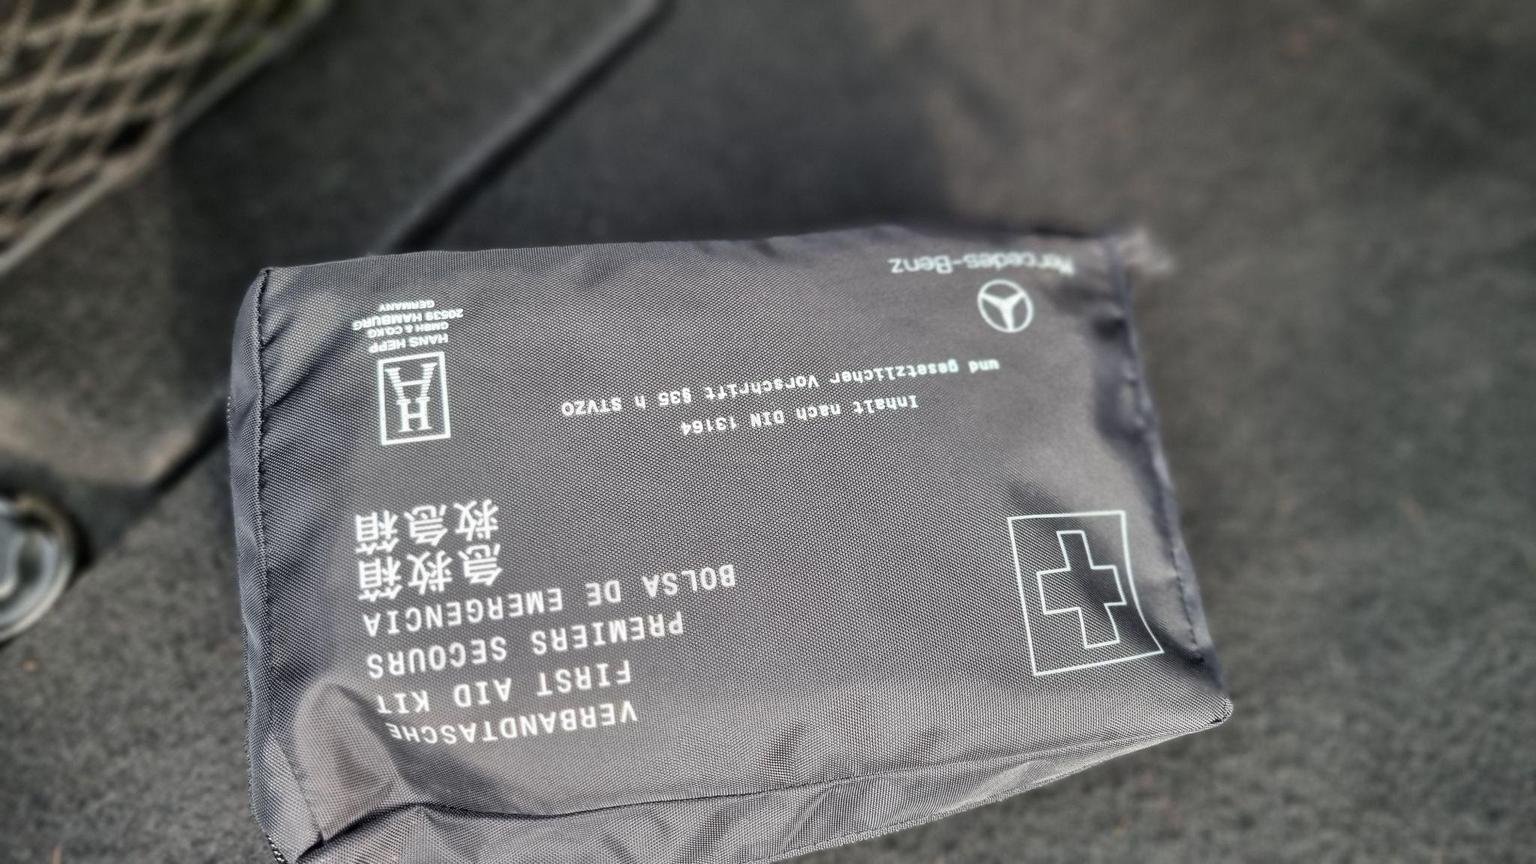 VERBANDTASCHE
FIRST AID KIT
PREMIERS SECOURS
BOLSA DE EMERGENCIA
急救箱
救急箱
Inhalt nach DIN 13164
und gesetzlicher Vorschrift §35 h STVZO
HH
HANS HEPP
GMBH & CO.KG
20539 HAMBURG
GERMANY
Mercedes-Benz